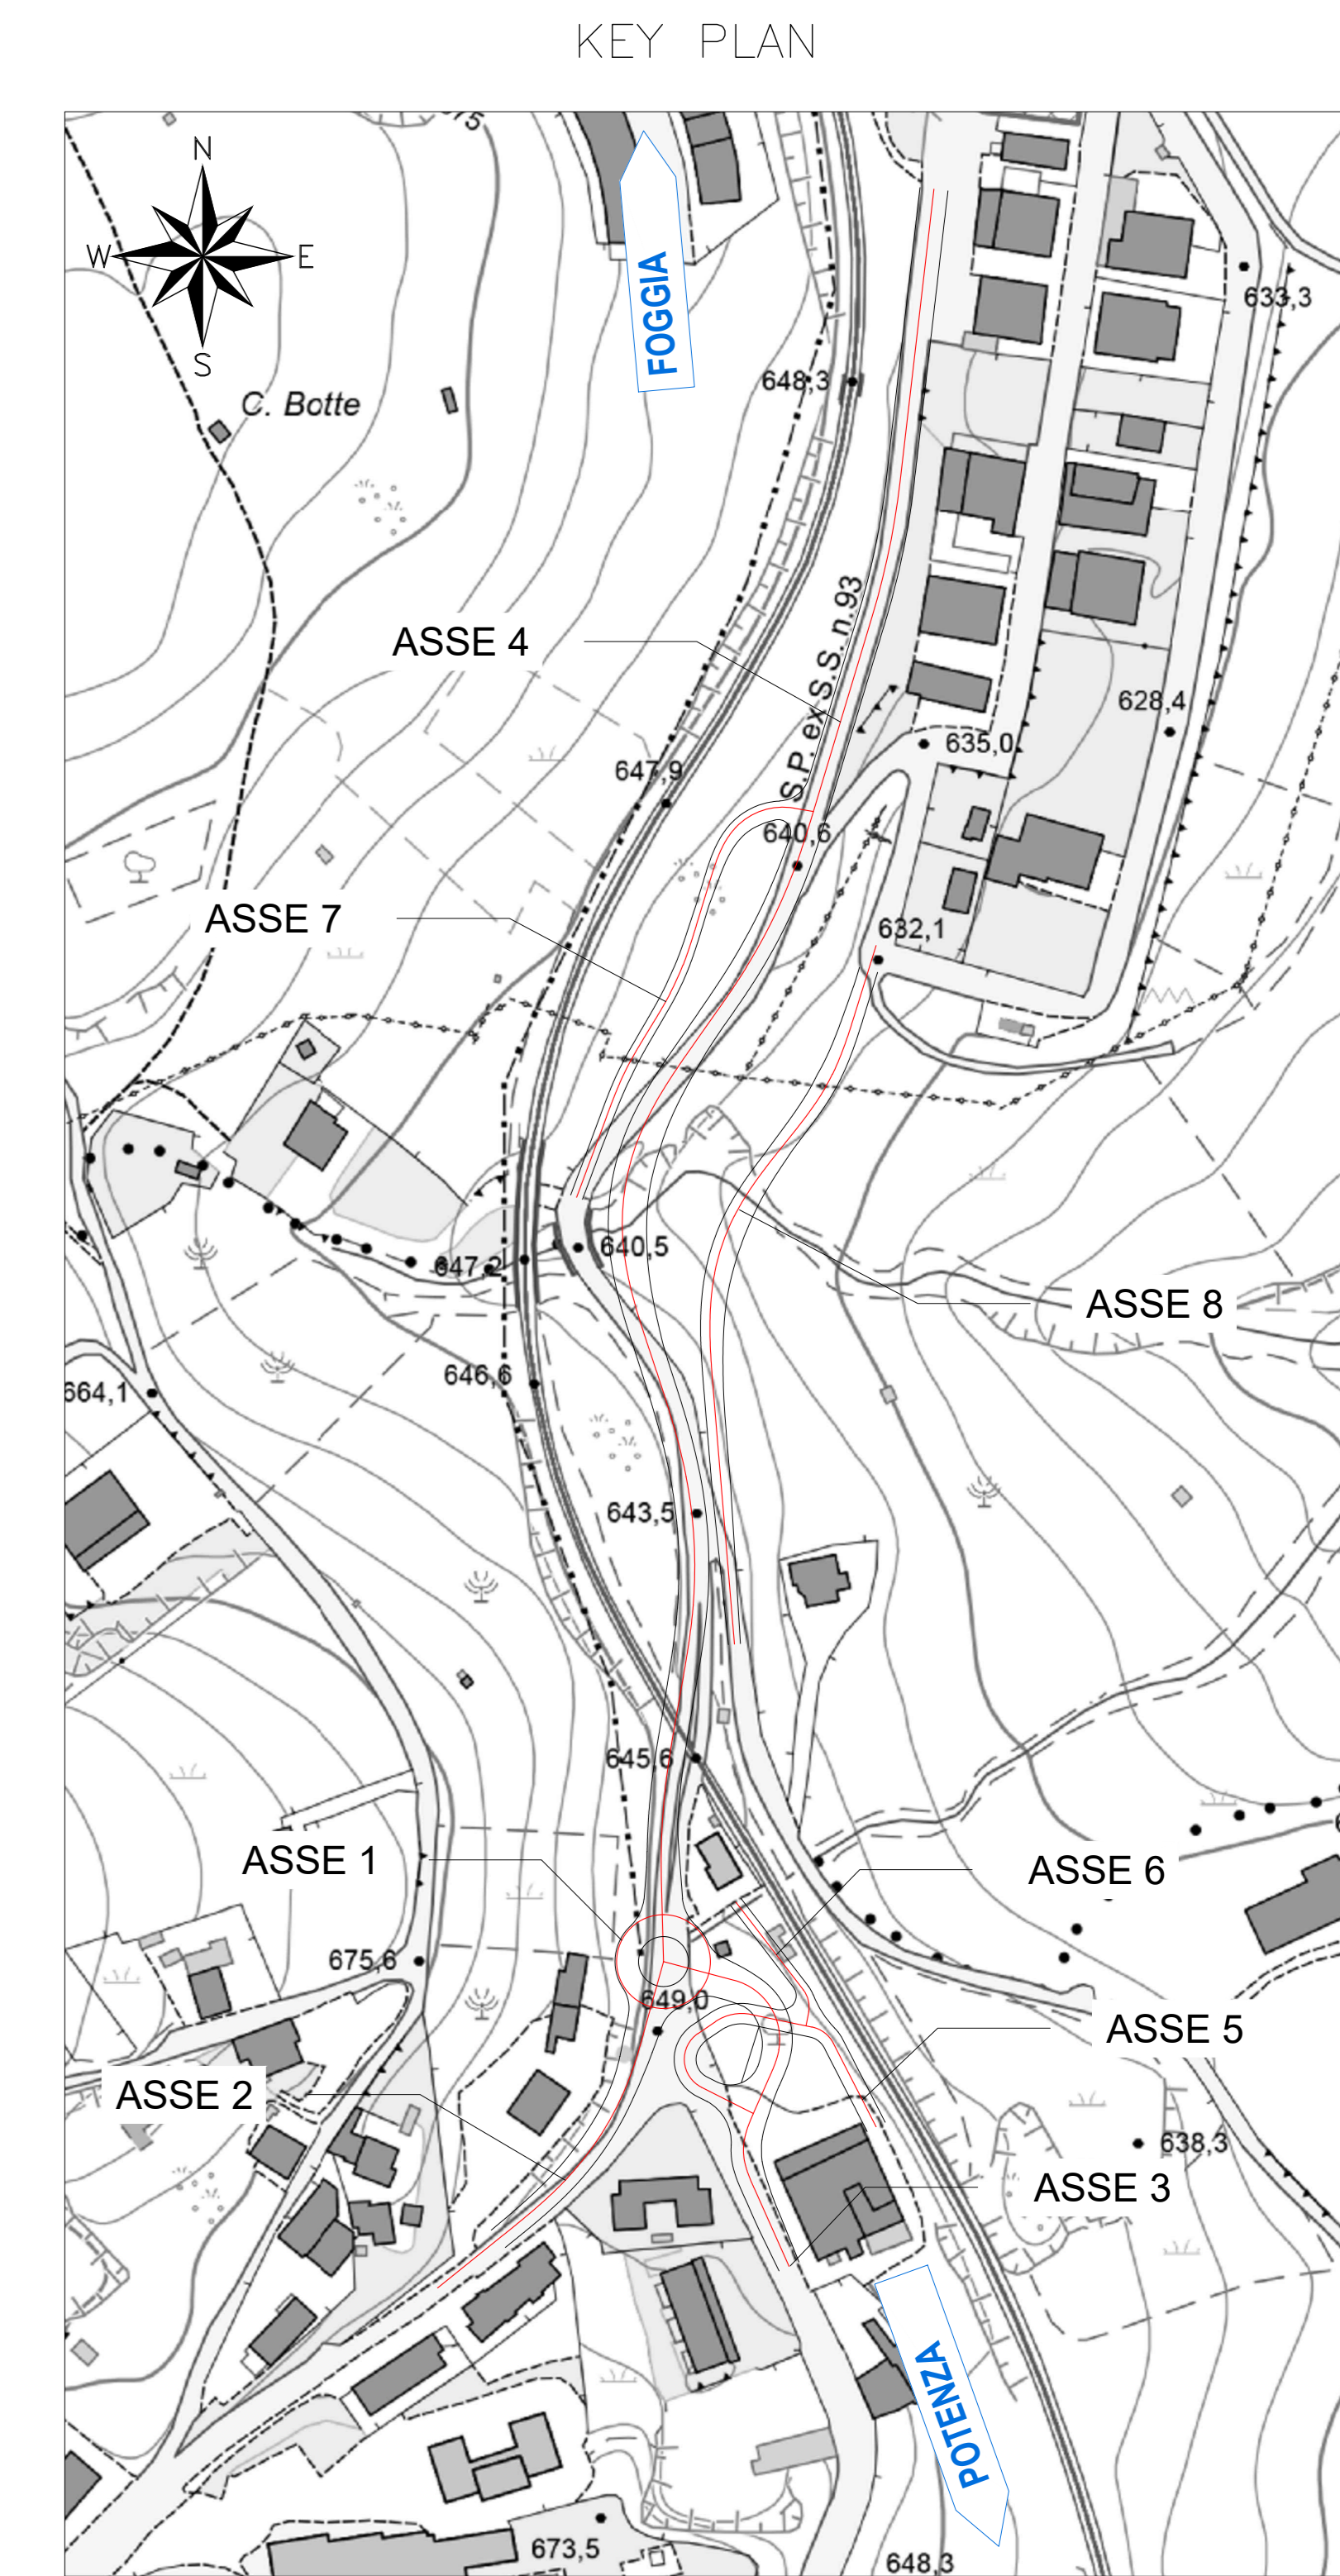 KEY PLAN
N
W
E
S
FOGGIA
633,3
648,3
C. Botte
S.P. ex S.S. n.93
ASSE 4
628,4
635,0
647,9
640,6
ASSE 7
632,1
640,5
647,2
ASSE 8
646,6
664,1
643,5
645,6
ASSE 1
ASSE 6
675,6
649,0
ASSE 5
ASSE 2
638,3
ASSE 3
POTENZA
673,5
648,3